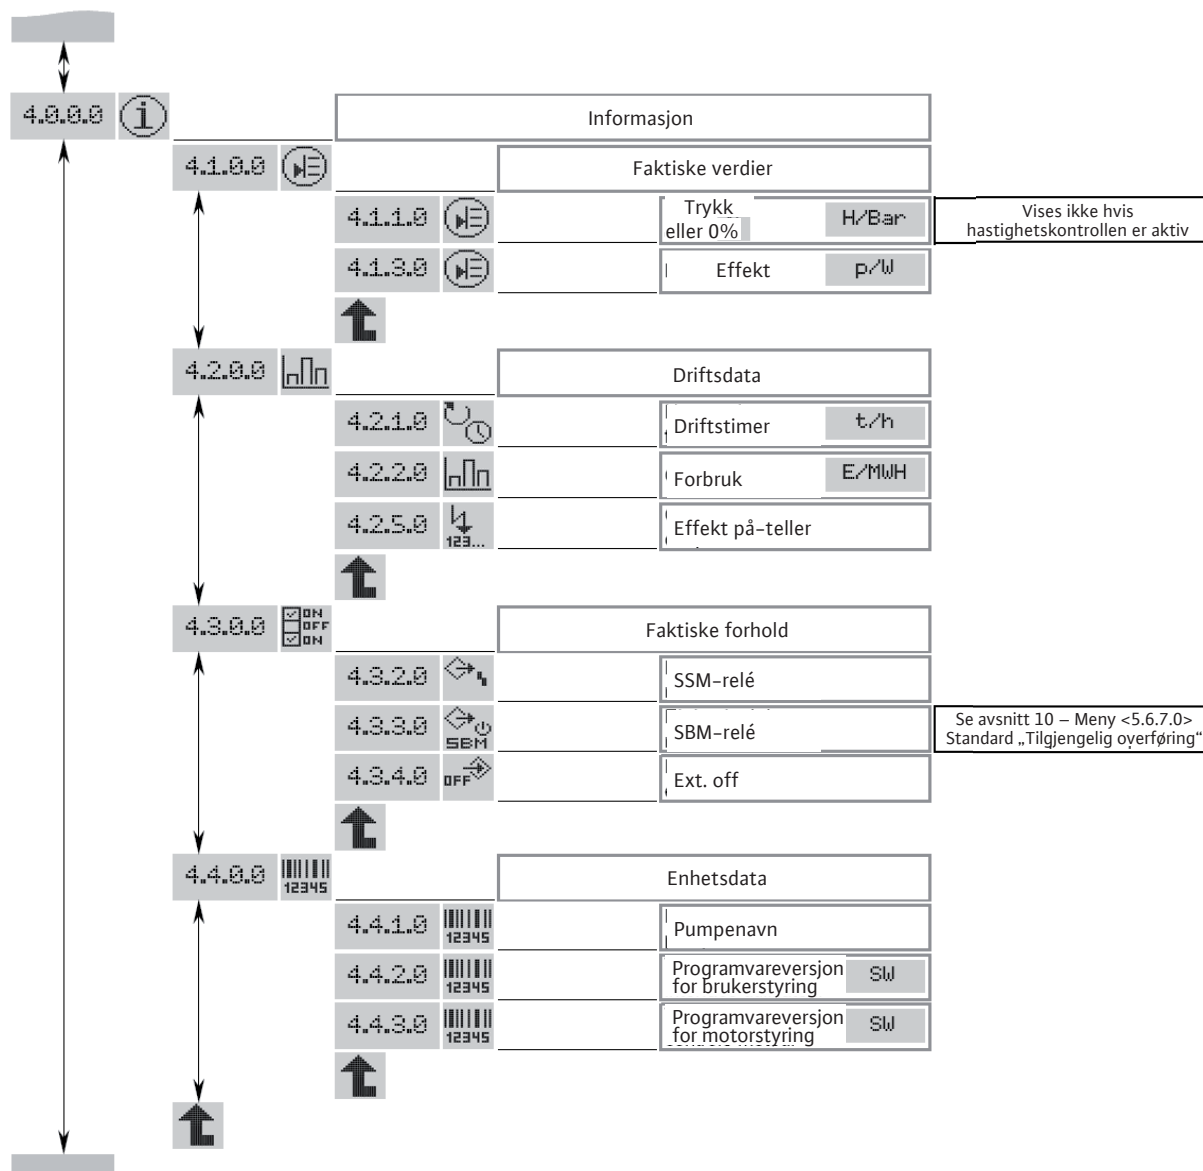 4.0.0.0 i Informasjon
4.1.0.0 Faktiske verdier
4.1.1.0 Trykk H/Bar
eller 0%
Vises ikke hvis
hastighetskontrollen er aktiv
4.1.3.0 Effekt p/W
4.2.0.0 Driftsdata
4.2.1.0 Driftstimer t/h
4.2.2.0 Forbruk E/MWH
4.2.5.0 123... Effekt på-teller
4.3.0.0 ON
OFF
ON
Faktiske forhold
4.3.2.0 SSM-relé
4.3.3.0 SBM SBM-relé
Se avsnitt 10 – Meny <5.6.7.0>
Standard „Tilgjengelig overføring“
4.3.4.0 OFF Ext. off
4.4.0.0 12345 Enhetsdata
4.4.1.0 12345 Pumpenavn
4.4.2.0 12345 Programvareversjon SW
for brukerstyring
4.4.3.0 12345 Programvareversjon SW
for motorstyring